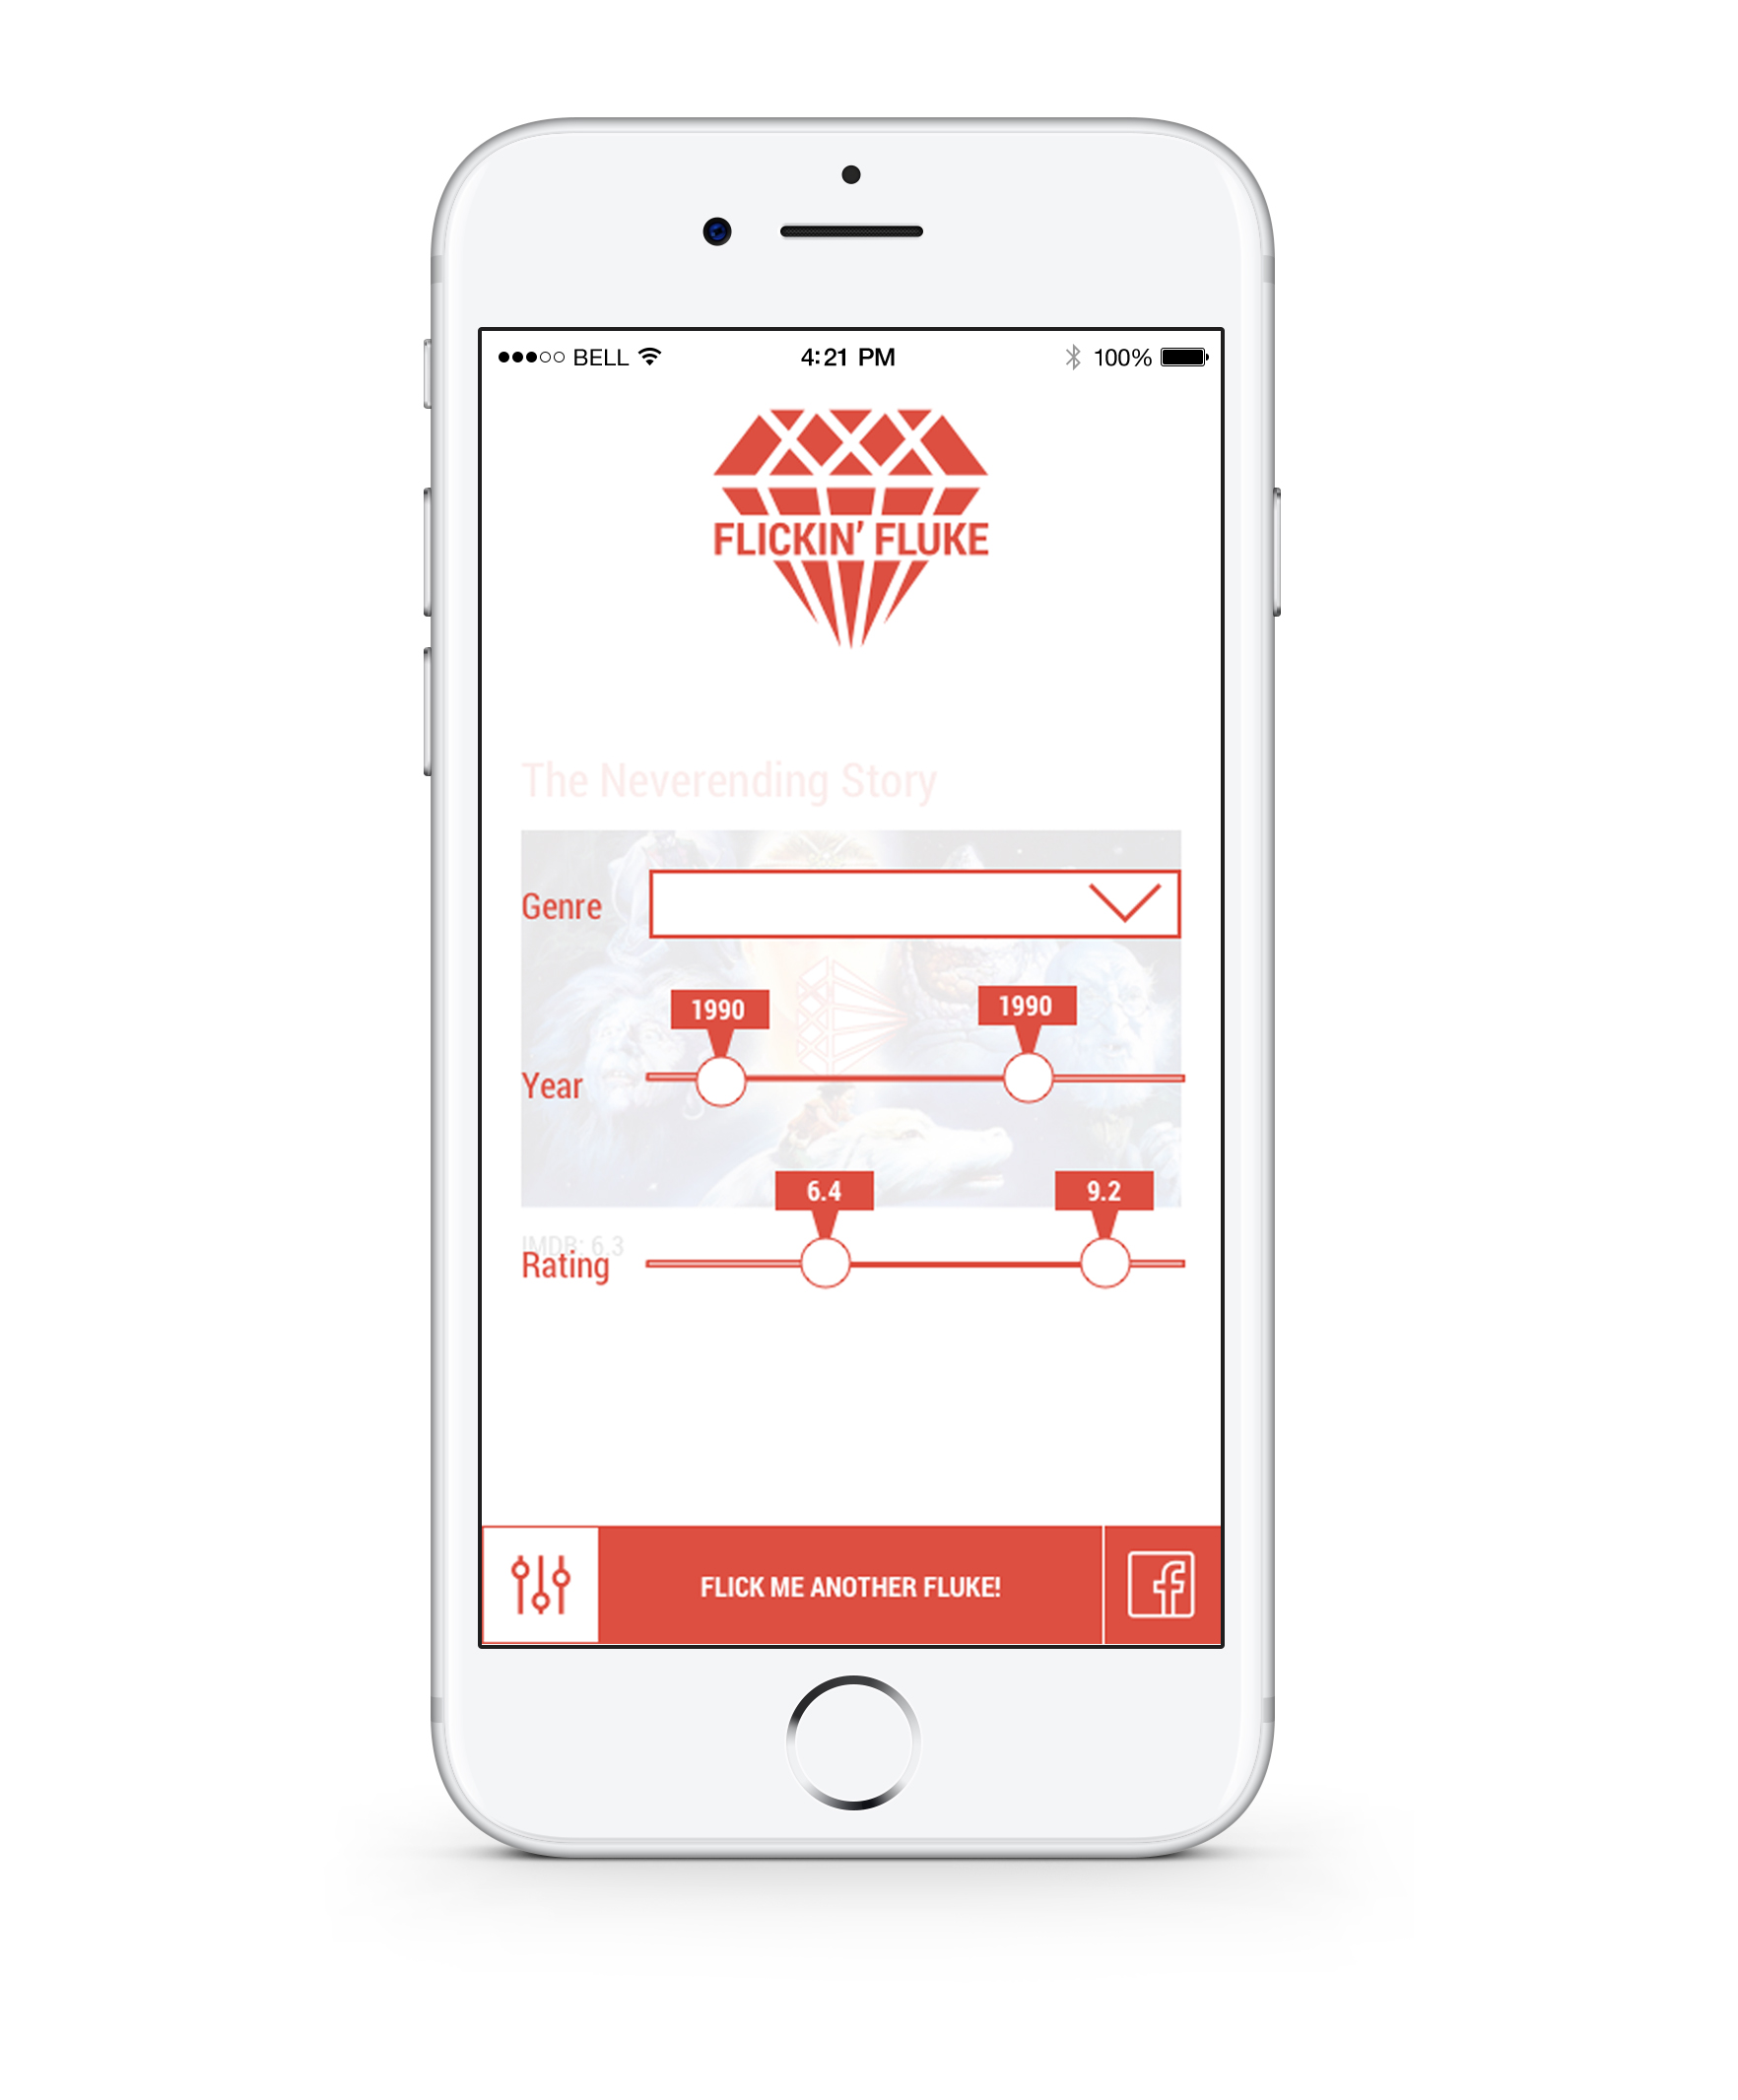 BELL 4:21 PM 100%
FLICKIN' FLUKE
The Neverending Story
Genre
1990 1990
Year
6.4 9.2
IMDB: 6.3
Rating
FLICK ME ANOTHER FLUKE!